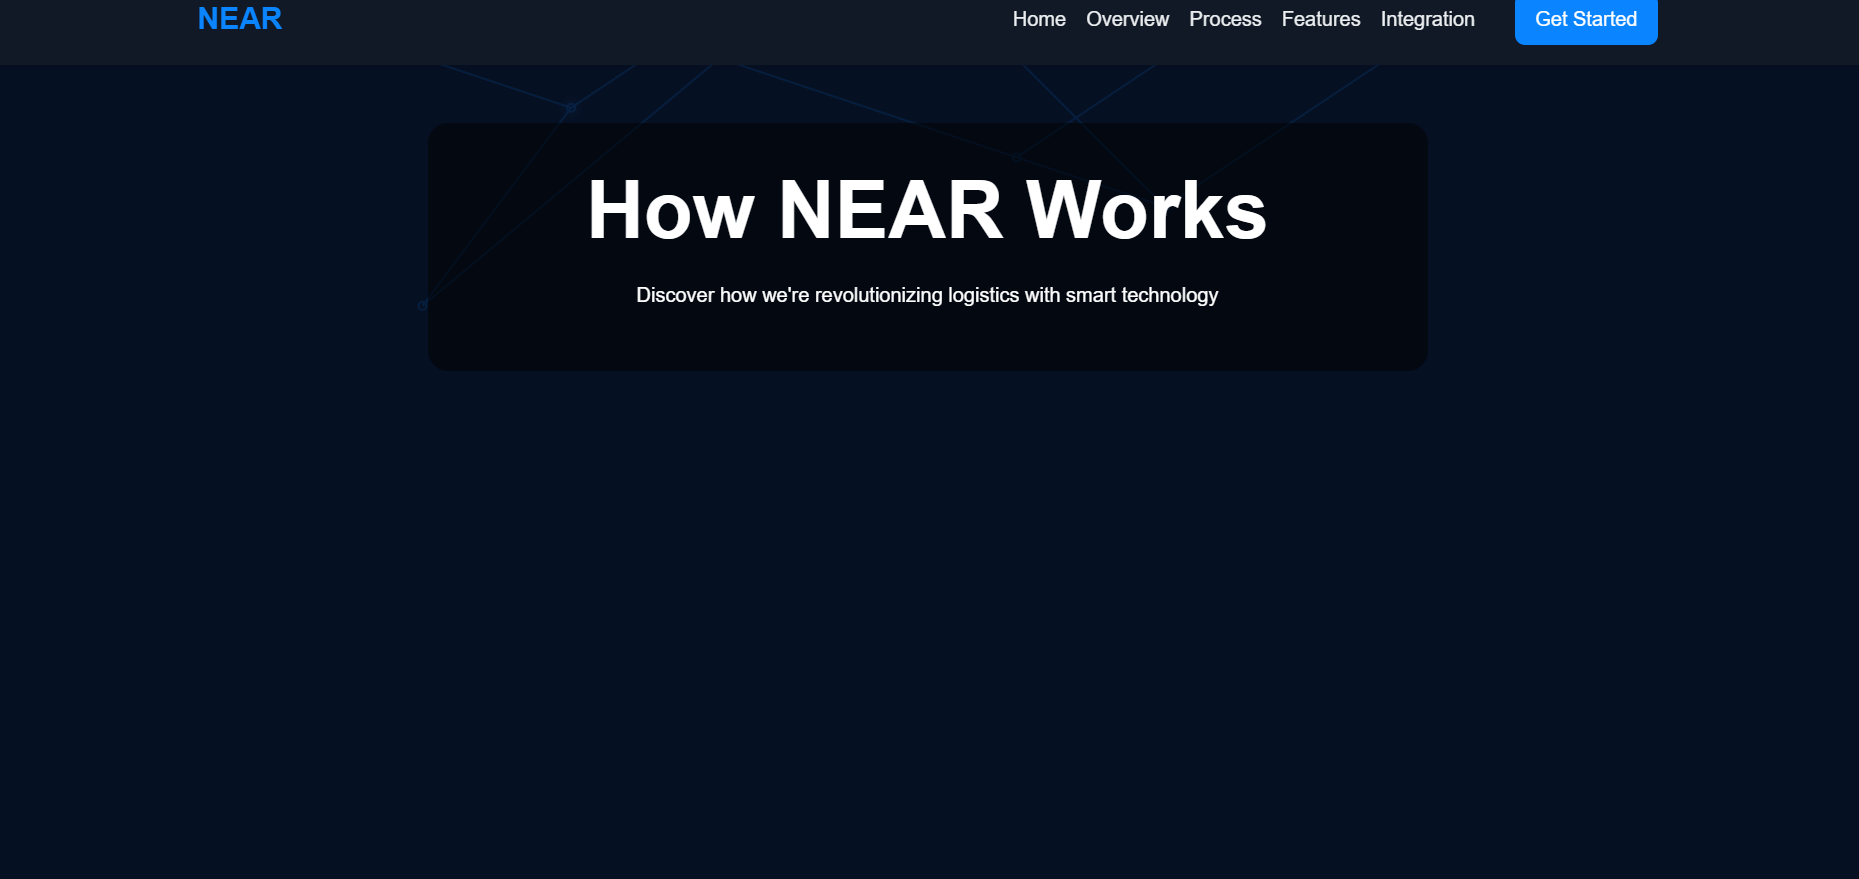 NEAR
Home Overview Process Features Integration Get Started
How NEAR Works
Discover how we're revolutionizing logistics with smart technology